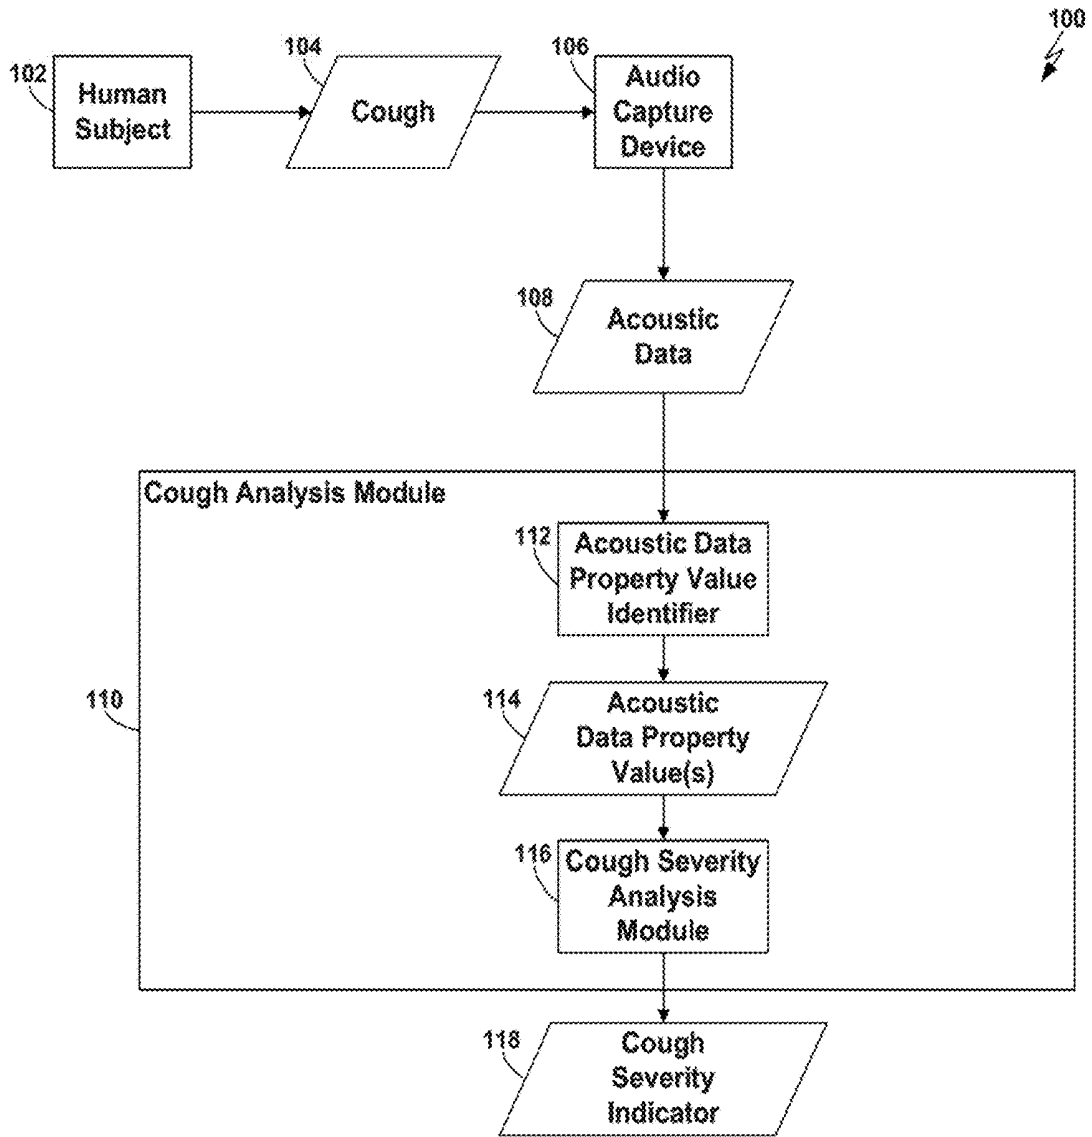 100
102
Human
Subject
104
Cough
106
Audio
Capture
Device
108
Acoustic
Data
Cough Analysis Module
110
112
Acoustic Data
Property Value
Identifier
114
Acoustic
Data Property
Value(s)
116
Cough Severity
Analysis
Module
118
Cough
Severity
Indicator